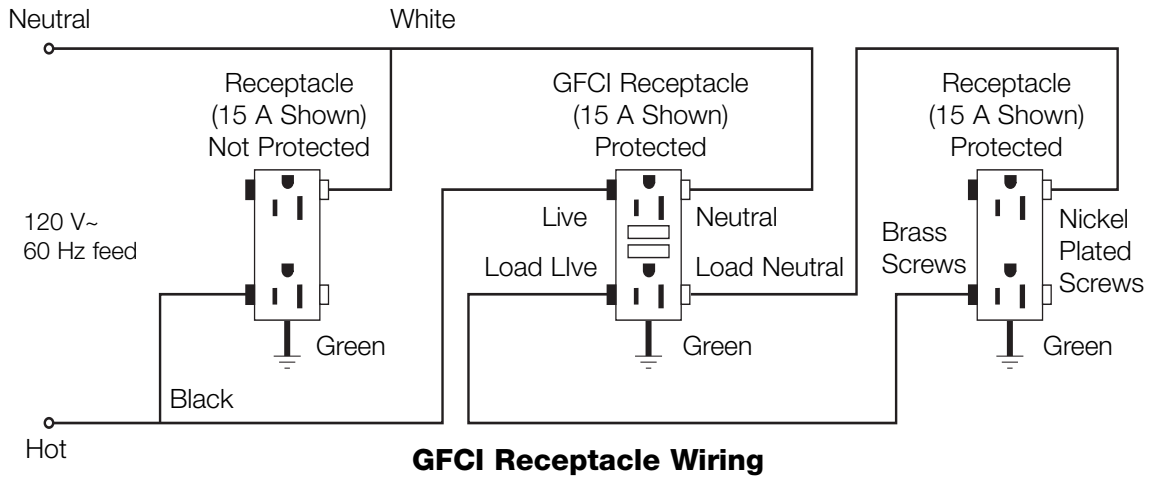 Neutral
White
Receptacle
(15 A Shown)
Not Protected
GFCI Receptacle
(15 A Shown)
Protected
Receptacle
(15 A Shown)
Protected
120 V~
60 Hz feed
Live
Neutral
Load LIve
Load Neutral
Brass
Screws
Nickel
Plated
Screws
Green
Green
Green
Black
Hot
GFCI Receptacle Wiring